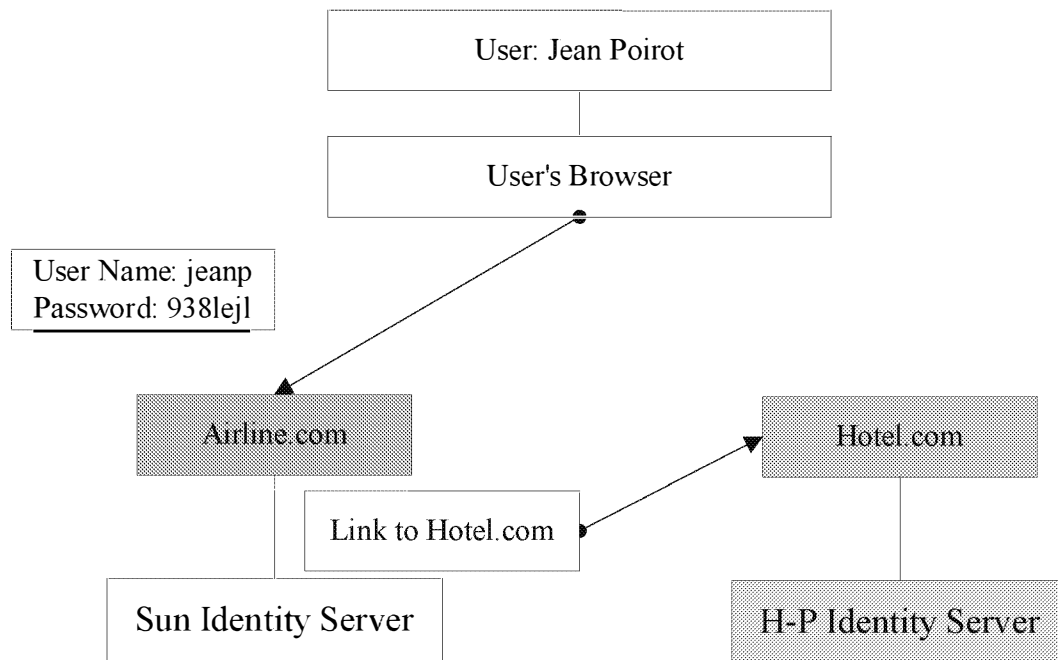 User: Jean Poirot
User's Browser
User Name: jeanp
Password: 938lejl
Airline.com
Hotel.com
Link to Hotel.com
Sun Identity Server
H-P Identity Server